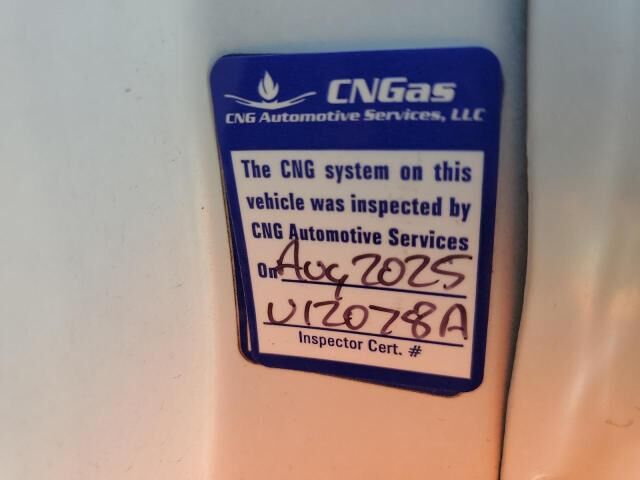 CNGas
CNG Automotive Services, LLC
The CNG system on this
vehicle was inspected by
CNG Automotive Services
On Aug 2025
U12078A
Inspector Cert. #